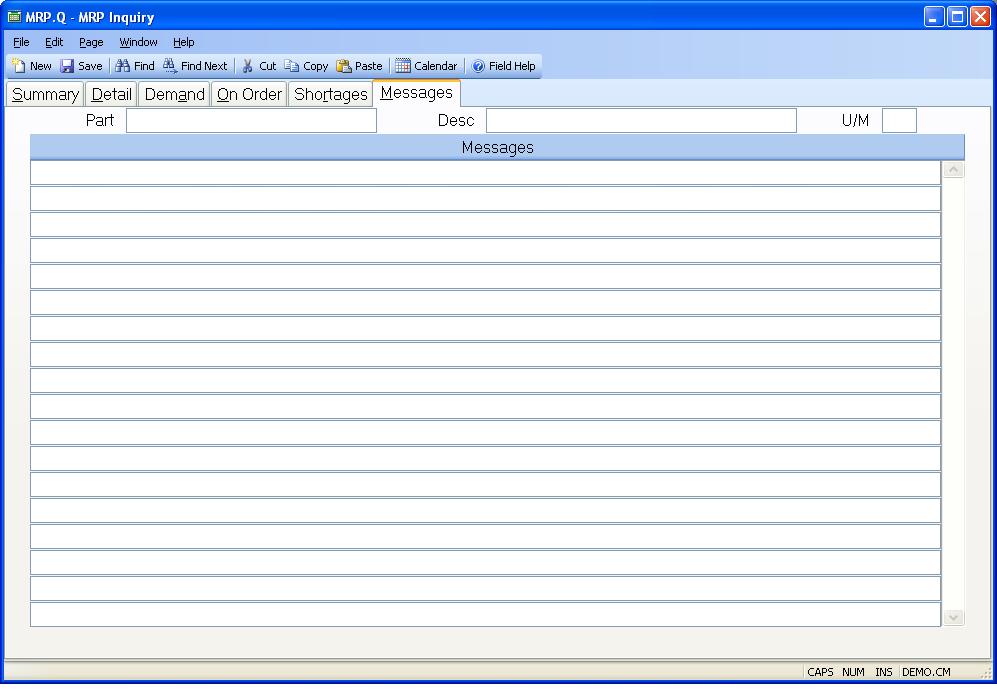 MRP.Q - MRP Inquiry
File Edit Page Window Help
New Save Find Find Next Cut Copy Paste Calendar Field Help
Summary Detail Demand On Order Shortages Messages
Part Desc U/M
Messages
CAPS NUM INS DEMO.CM